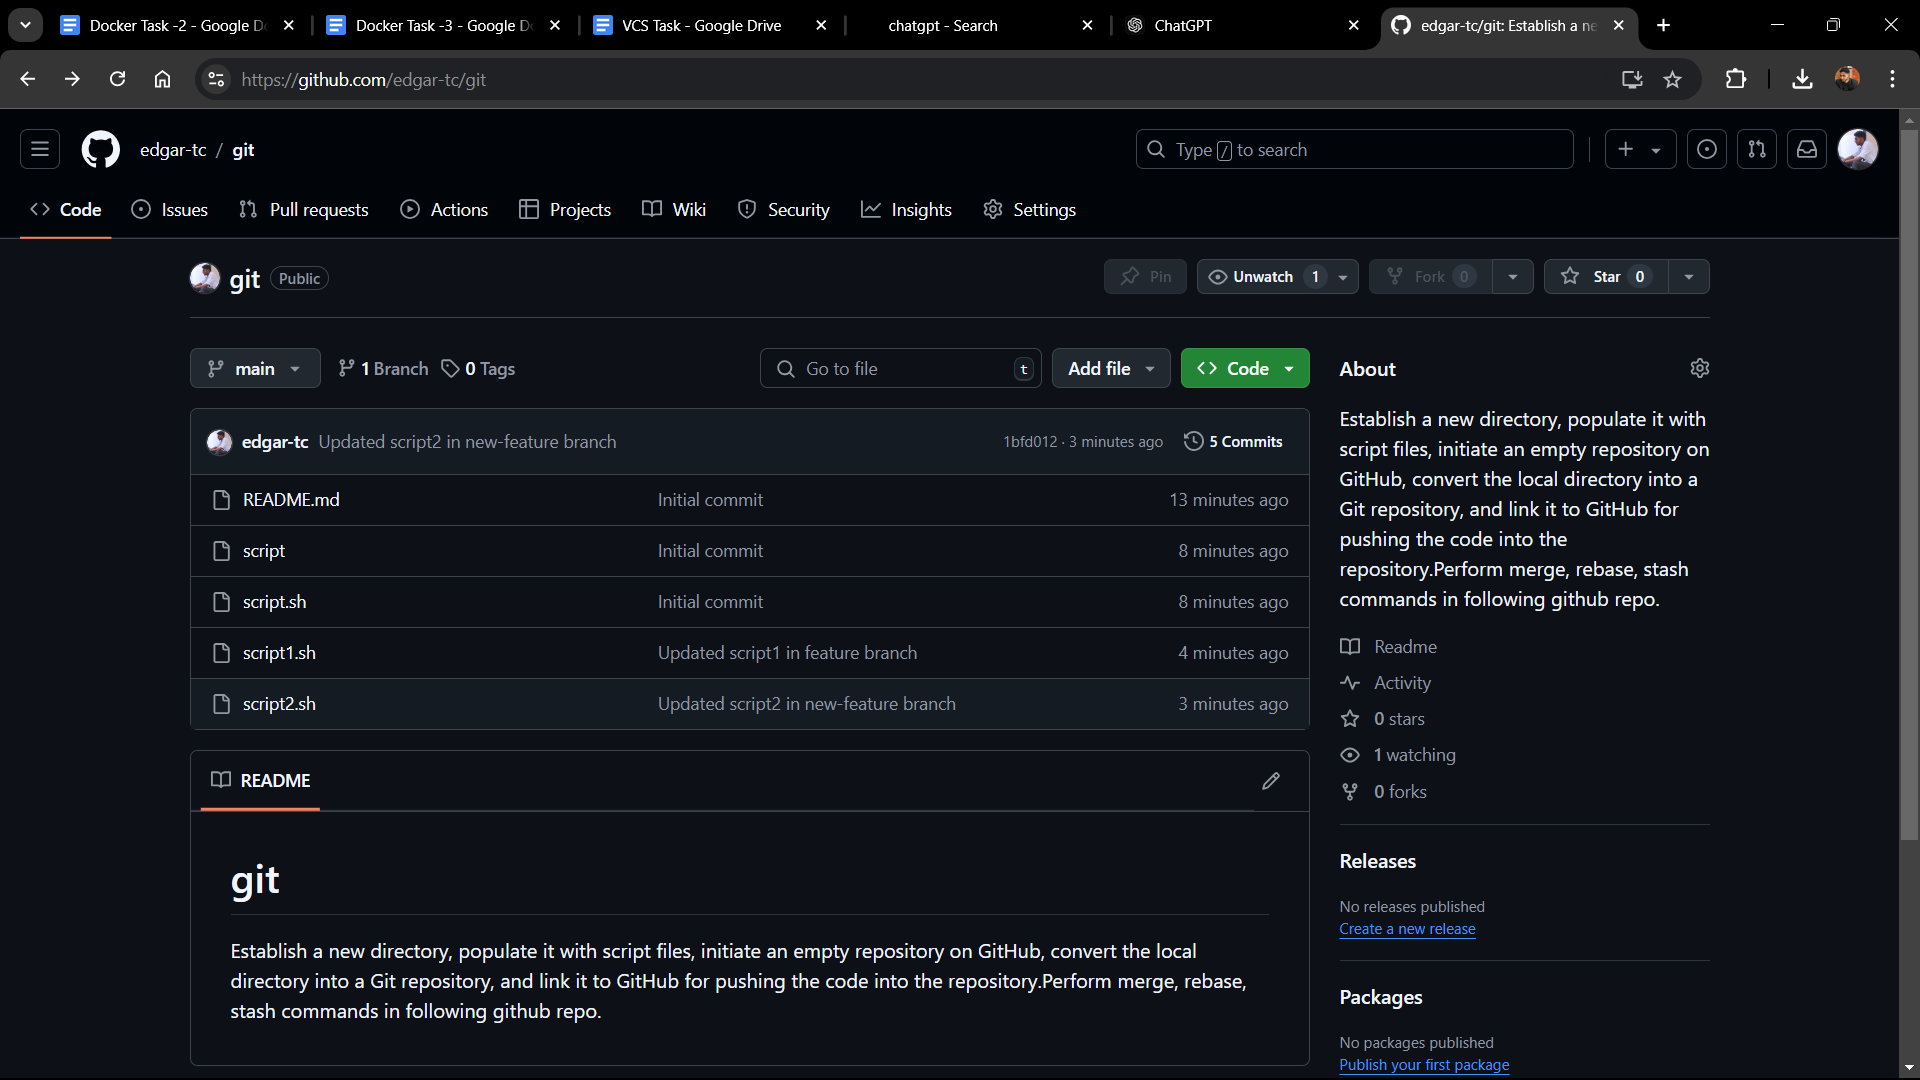 Docker Task -2 - Google D
Docker Task -3 - Google D
VCS Task - Google Drive
chatgpt - Search
ChatGPT
edgar-tc/git: Establish a ne
https://github.com/edgar-tc/git
edgar-tc / git
Type / to search
Code
Issues
Pull requests
Actions
Projects
Wiki
Security
Insights
Settings
git Public
Pin
Unwatch 1
Fork 0
Star 0
main
1 Branch
0 Tags
Go to file t
Add file
Code
edgar-tc Updated script2 in new-feature branch 1bfd012 · 3 minutes ago 5 Commits
README.md Initial commit 13 minutes ago
script Initial commit 8 minutes ago
script.sh Initial commit 8 minutes ago
script1.sh Updated script1 in feature branch 4 minutes ago
script2.sh Updated script2 in new-feature branch 3 minutes ago
README
git
Establish a new directory, populate it with script files, initiate an empty repository on GitHub, convert the local
directory into a Git repository, and link it to GitHub for pushing the code into the repository.Perform merge, rebase,
stash commands in following github repo.
About
Establish a new directory, populate it with
script files, initiate an empty repository on
GitHub, convert the local directory into a
Git repository, and link it to GitHub for
pushing the code into the
repository.Perform merge, rebase, stash
commands in following github repo.
Readme
Activity
0 stars
1 watching
0 forks
Releases
No releases published
Create a new release
Packages
No packages published
Publish your first package